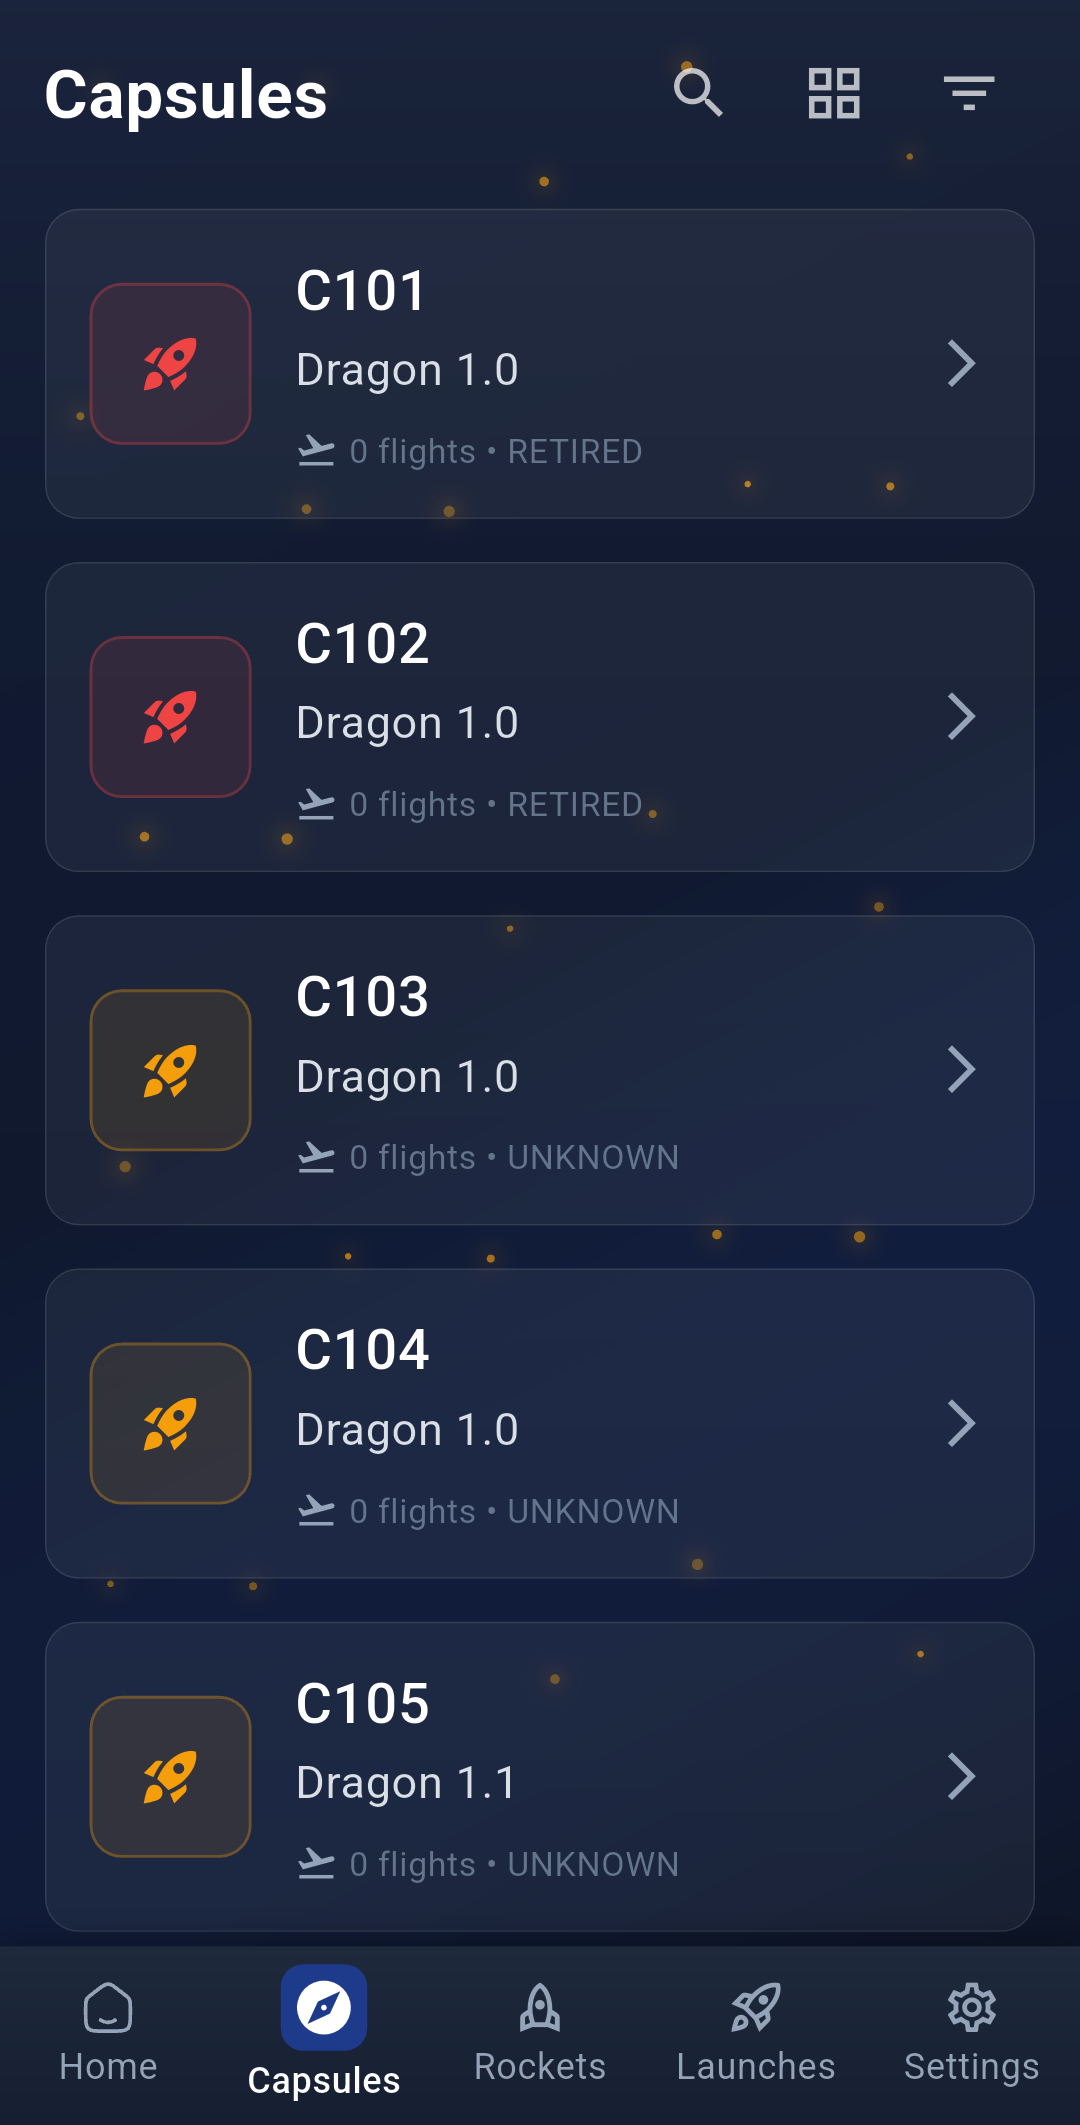 Capsules
C101
Dragon 1.0
0 flights • RETIRED
C102
Dragon 1.0
0 flights • RETIRED
C103
Dragon 1.0
0 flights • UNKNOWN
C104
Dragon 1.0
0 flights • UNKNOWN
C105
Dragon 1.1
0 flights • UNKNOWN
Home
Capsules
Rockets
Launches
Settings